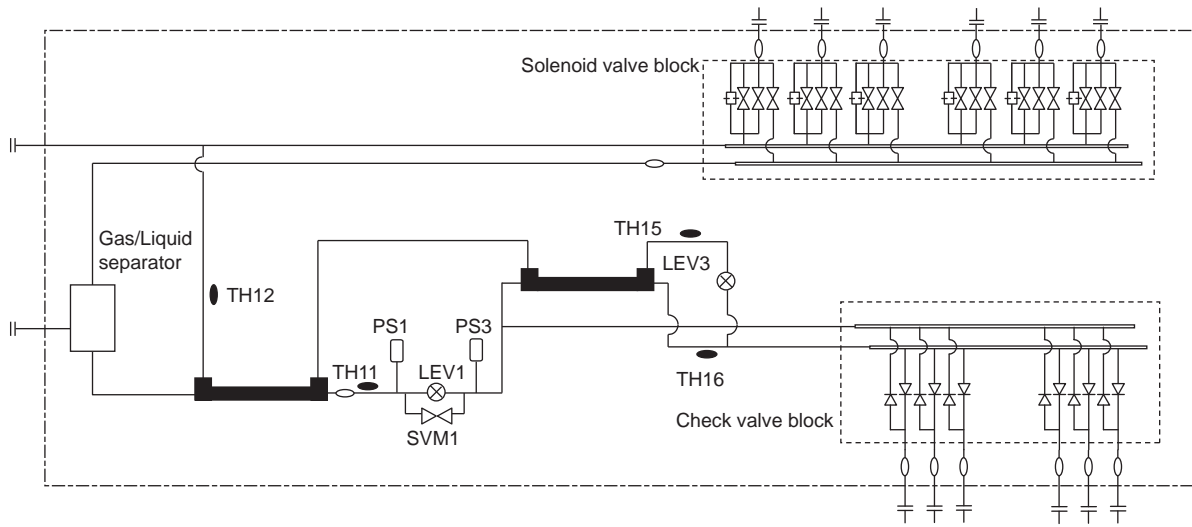 Solenoid valve block
Gas/Liquid
separator
TH15
LEV3
TH12
PS1
PS3
TH11
LEV1
TH16
SVM1
Check valve block